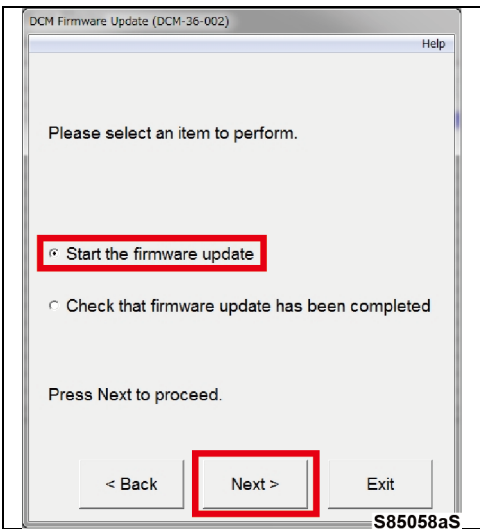 DCM Firmware Update (DCM-36-002)
Help
Please select an item to perform.
Start the firmware update
Check that firmware update has been completed
Press Next to proceed.
< Back Next > Exit
S85058aS